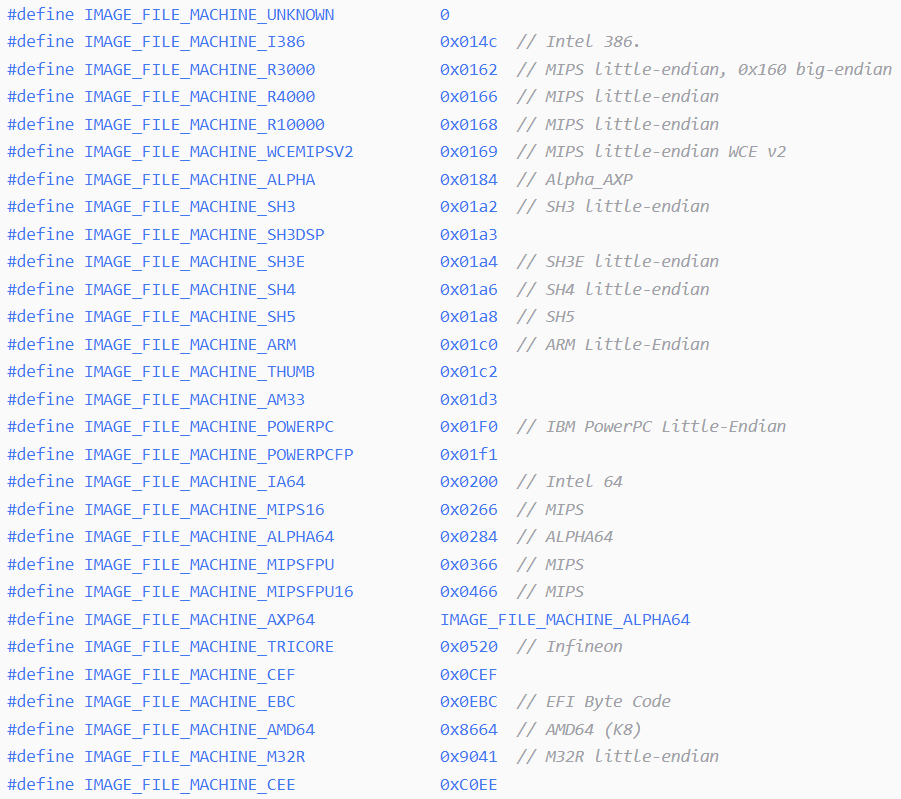 #define IMAGE_FILE_MACHINE_UNKNOWN 0
#define IMAGE_FILE_MACHINE_I386 0x014c // Intel 386.
#define IMAGE_FILE_MACHINE_R3000 0x0162 // MIPS little-endian, 0x160 big-endian
#define IMAGE_FILE_MACHINE_R4000 0x0166 // MIPS little-endian
#define IMAGE_FILE_MACHINE_R10000 0x0168 // MIPS little-endian
#define IMAGE_FILE_MACHINE_WCEMIPSV2 0x0169 // MIPS little-endian WCE v2
#define IMAGE_FILE_MACHINE_ALPHA 0x0184 // Alpha_AXP
#define IMAGE_FILE_MACHINE_SH3 0x01a2 // SH3 little-endian
#define IMAGE_FILE_MACHINE_SH3DSP 0x01a3
#define IMAGE_FILE_MACHINE_SH3E 0x01a4 // SH3E little-endian
#define IMAGE_FILE_MACHINE_SH4 0x01a6 // SH4 little-endian
#define IMAGE_FILE_MACHINE_SH5 0x01a8 // SH5
#define IMAGE_FILE_MACHINE_ARM 0x01c0 // ARM Little-Endian
#define IMAGE_FILE_MACHINE_THUMB 0x01c2
#define IMAGE_FILE_MACHINE_AM33 0x01d3
#define IMAGE_FILE_MACHINE_POWERPC 0x01F0 // IBM PowerPC Little-Endian
#define IMAGE_FILE_MACHINE_POWERPCFP 0x01f1
#define IMAGE_FILE_MACHINE_IA64 0x0200 // Intel 64
#define IMAGE_FILE_MACHINE_MIPS16 0x0266 // MIPS
#define IMAGE_FILE_MACHINE_ALPHA64 0x0284 // ALPHA64
#define IMAGE_FILE_MACHINE_MIPSFPU 0x0366 // MIPS
#define IMAGE_FILE_MACHINE_MIPSFPU16 0x0466 // MIPS
#define IMAGE_FILE_MACHINE_AXP64 IMAGE_FILE_MACHINE_ALPHA64
#define IMAGE_FILE_MACHINE_TRICORE 0x0520 // Infineon
#define IMAGE_FILE_MACHINE_CEF 0x0CEF
#define IMAGE_FILE_MACHINE_EBC 0x0EBC // EFI Byte Code
#define IMAGE_FILE_MACHINE_AMD64 0x8664 // AMD64 (K8)
#define IMAGE_FILE_MACHINE_M32R 0x9041 // M32R little-endian
#define IMAGE_FILE_MACHINE_CEE 0xC0EE